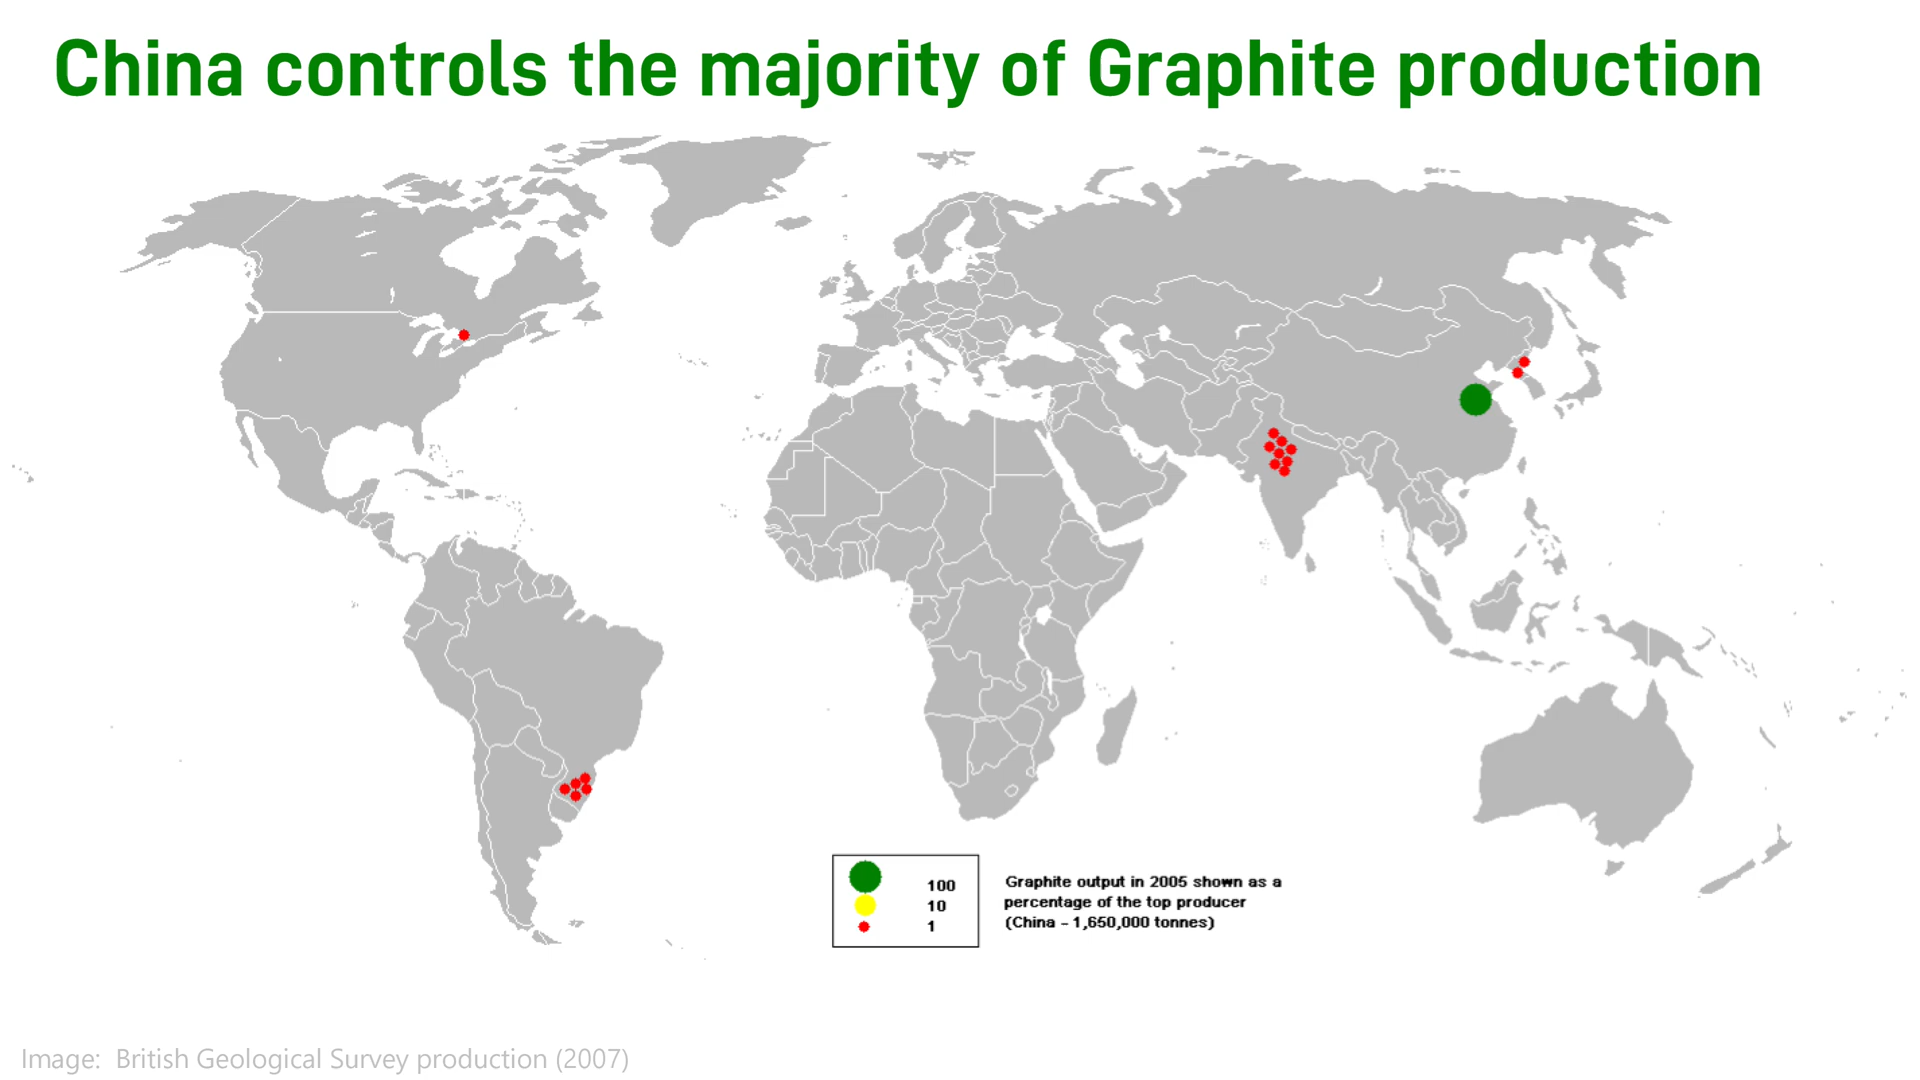 China controls the majority of Graphite production
100
10
1
Graphite output in 2005 shown as a
percentage of the top producer
(China - 1,650,000 tonnes)
Image: British Geological Survey production (2007)